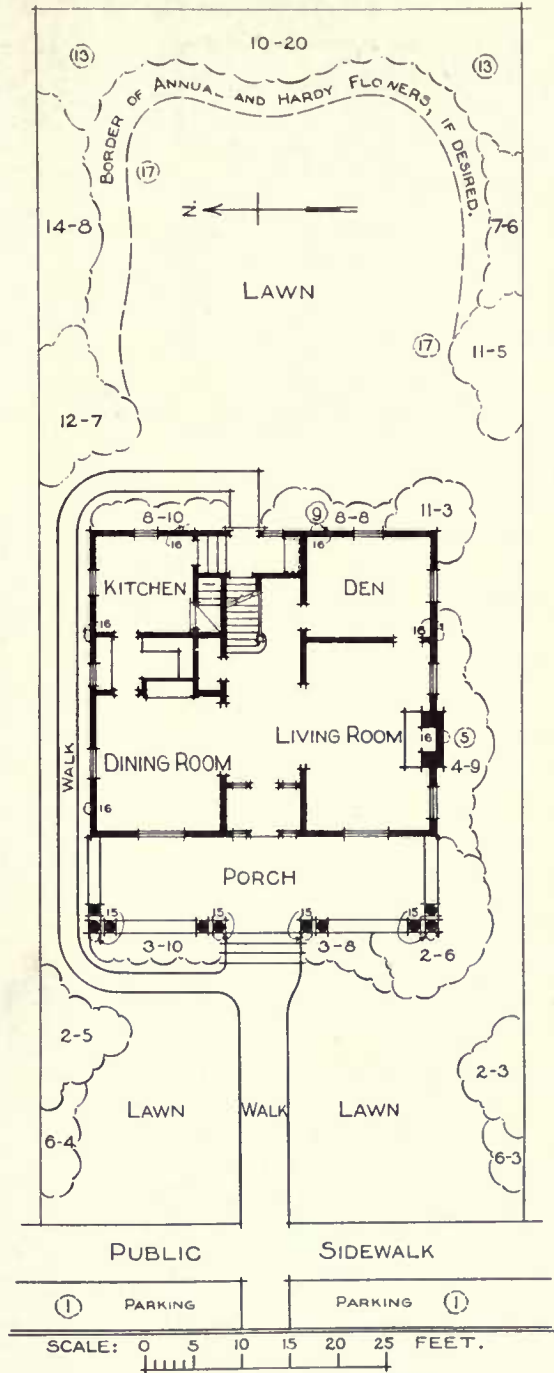 10-20
(13) (13)
BORDER OF ANNUA- AND HARDY FLOWERS, IF DESIRED.
(17)
14-8 N. 7-6
LAWN
(17)
11-5
12-7
8-10 (9) 8-8 11-3
16 16
KITCHEN DEN
16 16
LIVING ROOM 16 (5)
DINING ROOM 4-9
WALK
16
PORCH
15 15 15 15
3-10 3-8 2-6
2-5 2-3
LAWN WALK LAWN
6-4 6-3
PUBLIC SIDEWALK
(1) PARKING PARKING (1)
SCALE: 0 5 10 15 20 25 FEET.